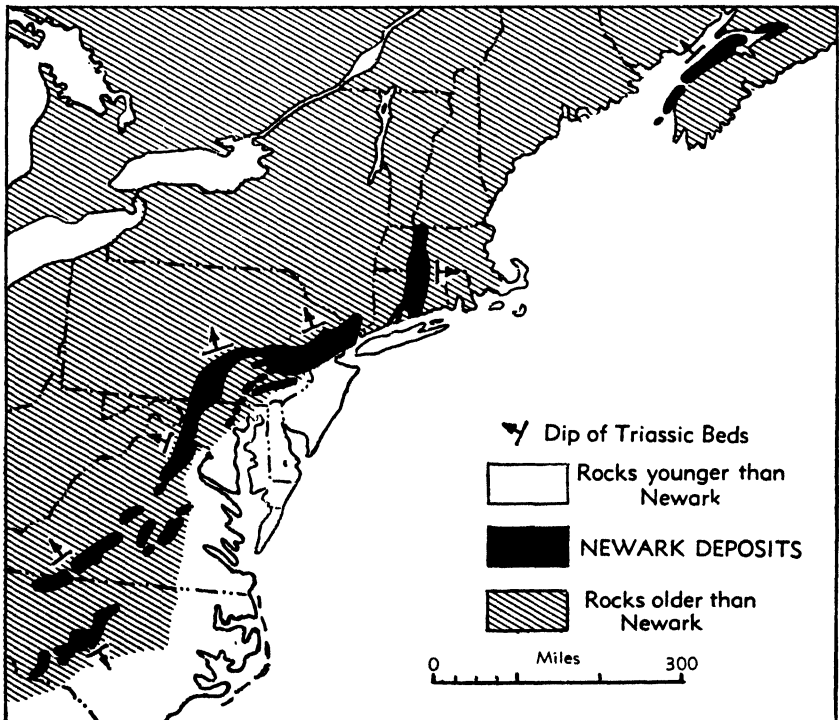 Dip of Triassic Beds
Rocks younger than
Newark
NEWARK DEPOSITS
Rocks older than
Newark
Miles
0 300